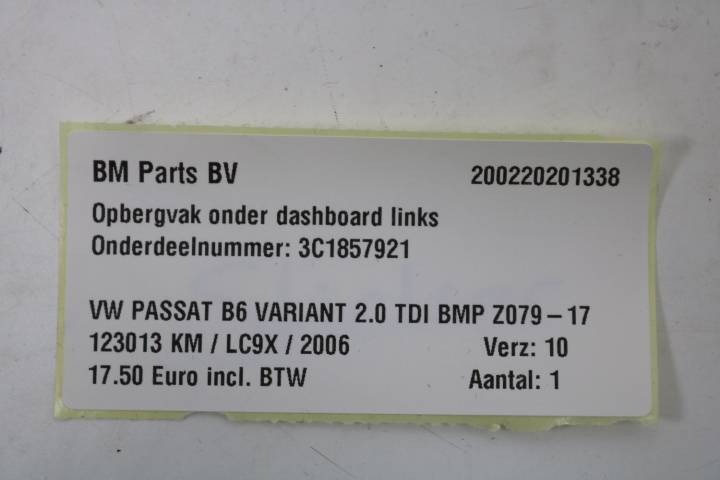 BM Parts BV 200220201338
Opbergvak onder dashboard links
Onderdeelnummer: 3C1857921
VW PASSAT B6 VARIANT 2.0 TDI BMP Z079-17
123013 KM / LC9X / 2006 Verz: 10
17.50 Euro incl. BTW Aantal: 1